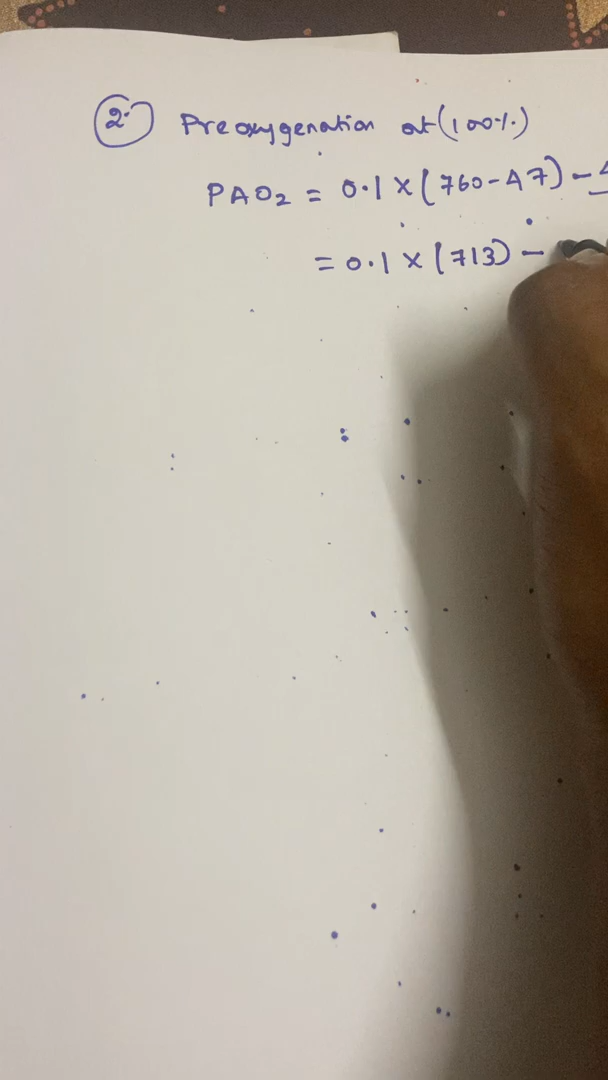 2. Preoxygenation at (100%)
PAO2 = 0.1 × (760-47) -
= 0.1 × (713) -